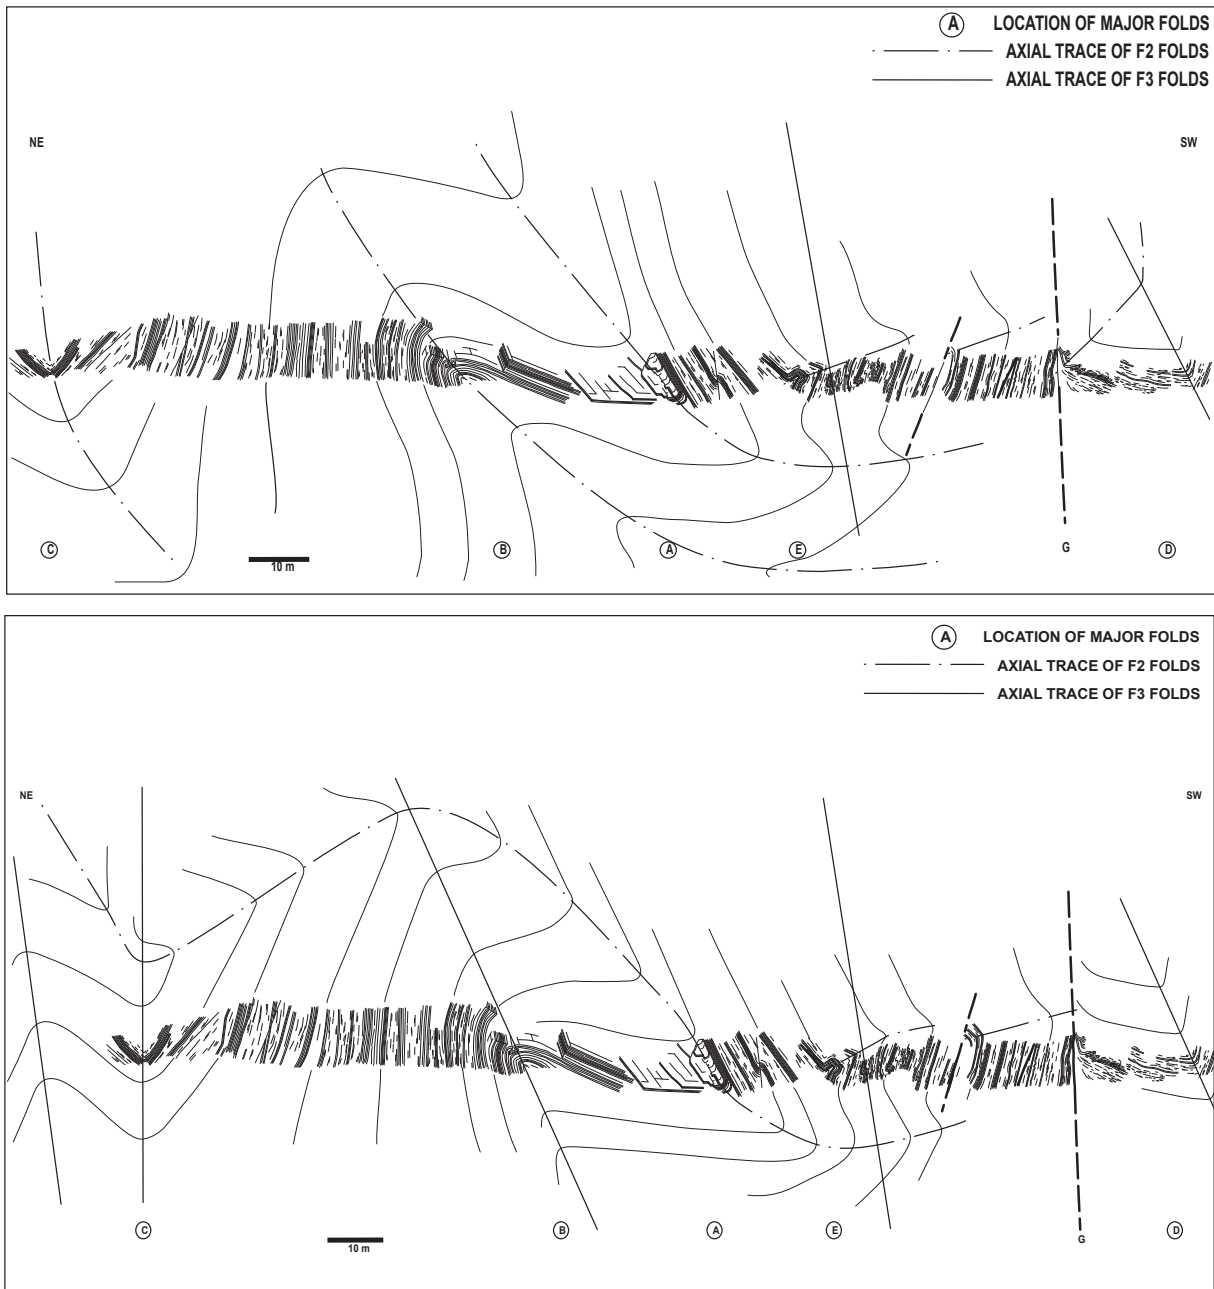 A LOCATION OF MAJOR FOLDS
AXIAL TRACE OF F2 FOLDS
AXIAL TRACE OF F3 FOLDS
NE SW
C B A E G D
10 m
A LOCATION OF MAJOR FOLDS
AXIAL TRACE OF F2 FOLDS
AXIAL TRACE OF F3 FOLDS
NE SW
C B A E G D
10 m